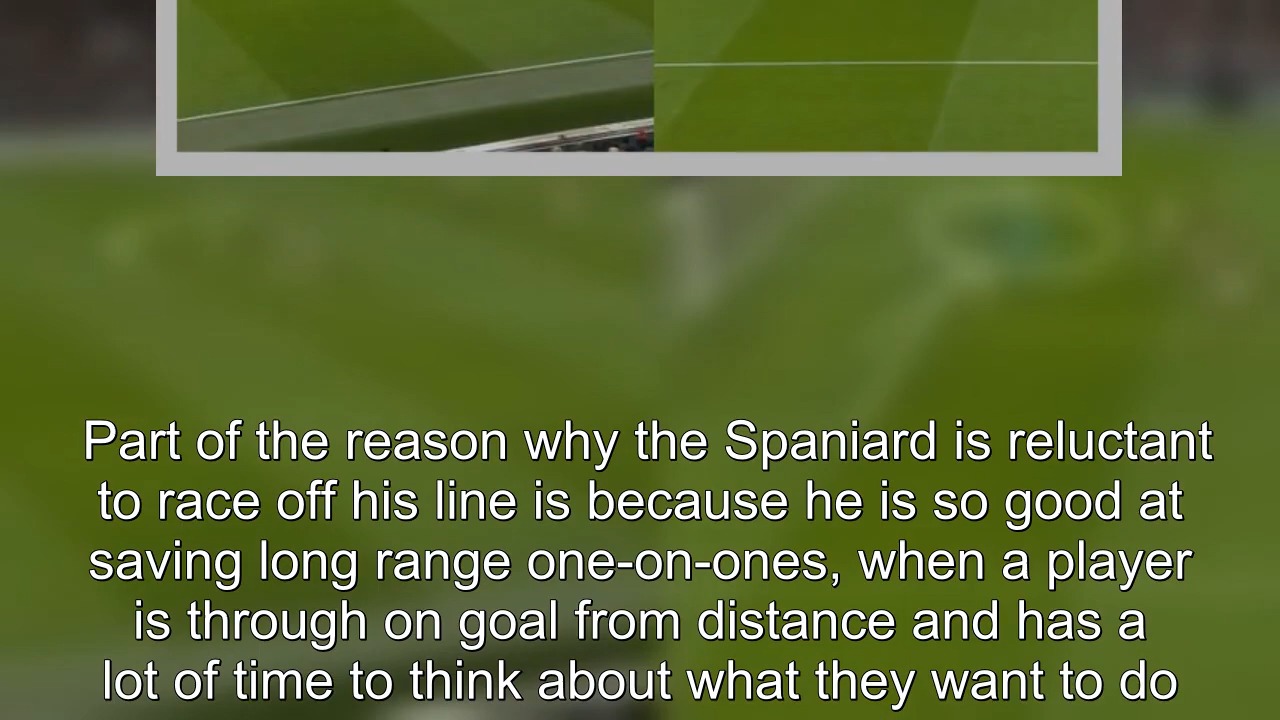 Part of the reason why the Spaniard is reluctant
to race off his line is because he is so good at
saving long range one-on-ones, when a player
is through on goal from distance and has a
lot of time to think about what they want to do